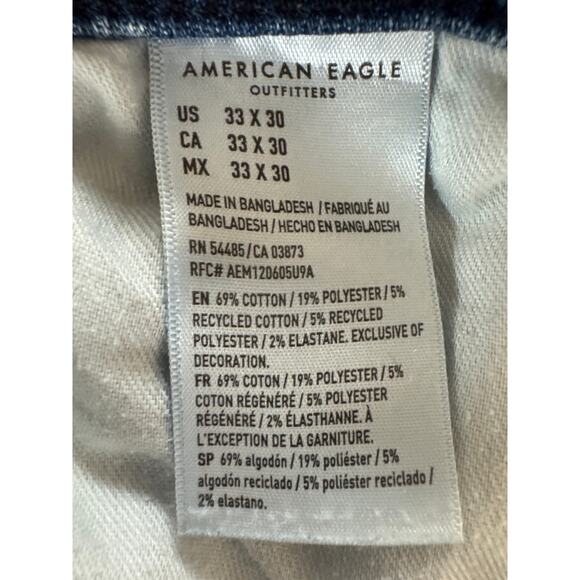 AMERICAN EAGLE
OUTFITTERS
US 33 X 30
CA 33 X 30
MX 33 X 30
MADE IN BANGLADESH / FABRIQUÉ AU
BANGLADESH / HECHO EN BANGLADESH
RN 54485 / CA 03873
RFC# AEM120605U9A
EN 69% COTTON / 19% POLYESTER / 5%
RECYCLED COTTON / 5% RECYCLED
POLYESTER / 2% ELASTANE. EXCLUSIVE OF
DECORATION.
FR 69% COTON / 19% POLYESTER / 5%
COTON RÉGÉNÉRÉ / 5% POLYESTER
RÉGÉNÉRÉ / 2% ÉLASTHANNE. À
L'EXCEPTION DE LA GARNITURE.
SP 69% algodón / 19% poliéster / 5%
algodón reciclado / 5% poliéster reciclado /
2% elastano.